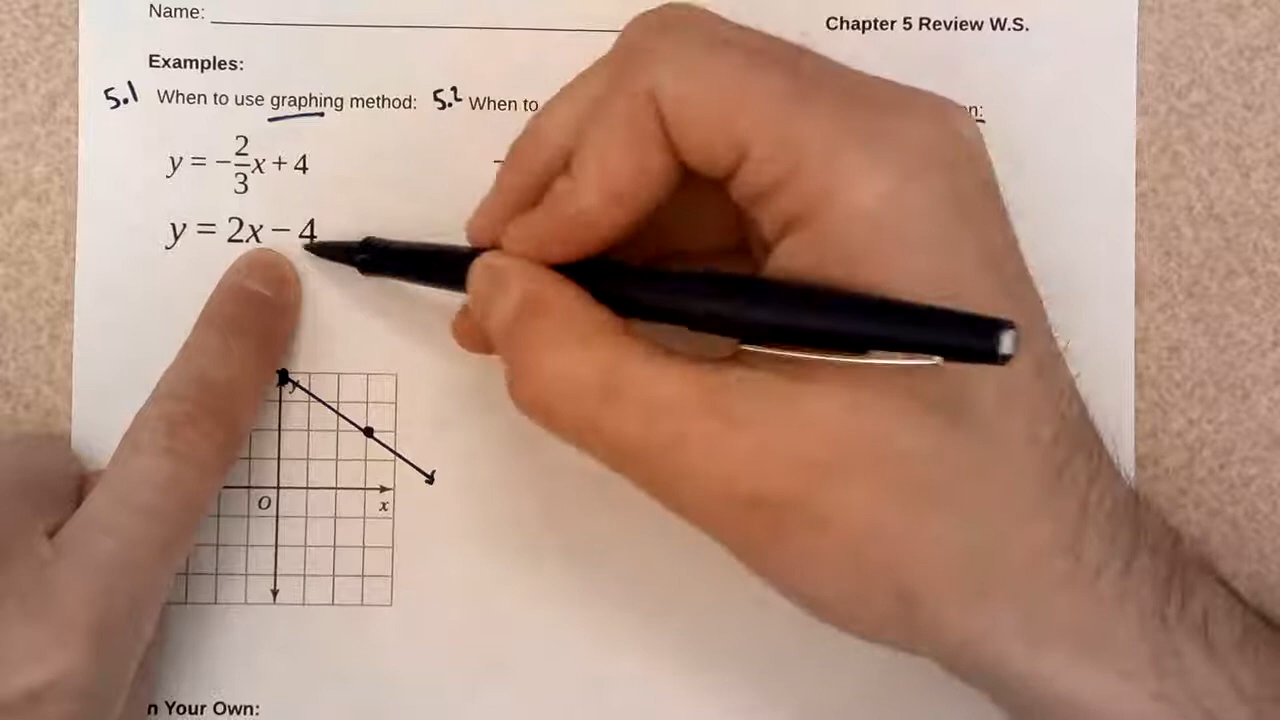 Name:
Chapter 5 Review W.S.
Examples:
5.1 When to use graphing method: 5.2 When to
y = -2/3x + 4
y = 2x - 4
y
O
x
n Your Own: